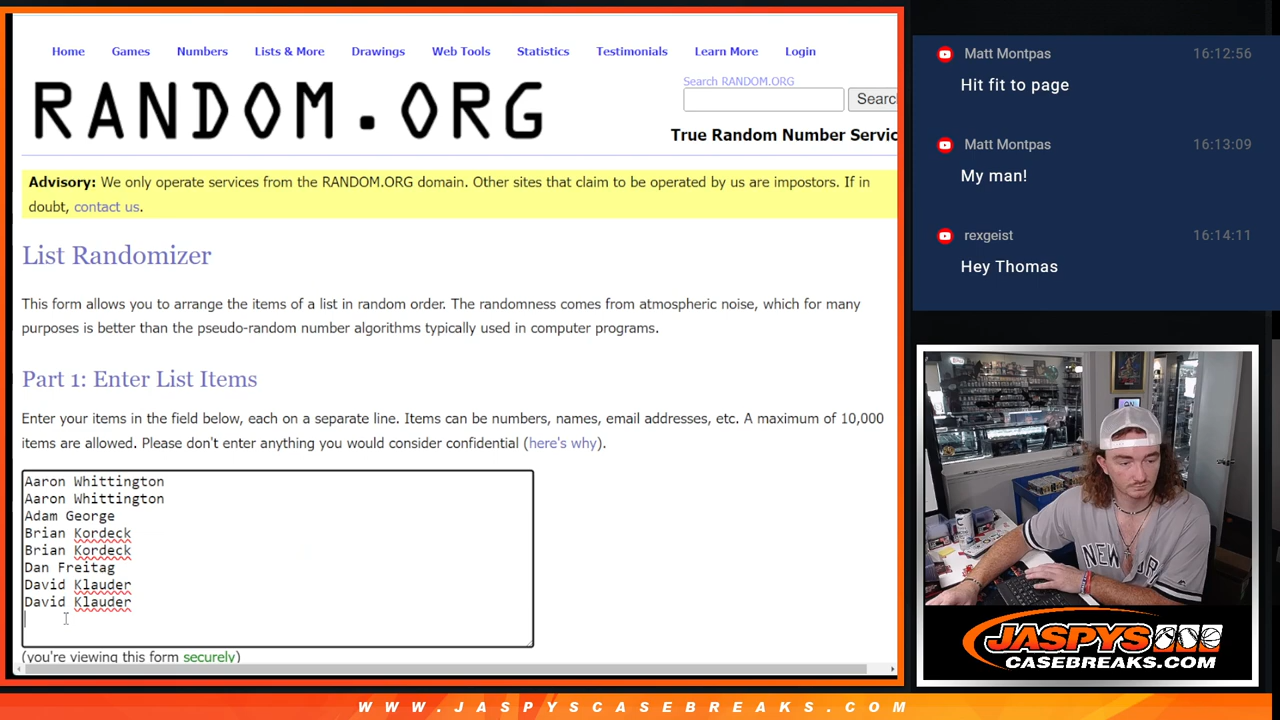 Home Games Numbers Lists & More Drawings Web Tools Statistics Testimonials Learn More Login
RANDOM.ORG
Search RANDOM.ORG
Searc
True Random Number Servic
Advisory: We only operate services from the RANDOM.ORG domain. Other sites that claim to be operated by us are impostors. If in
doubt, contact us.
List Randomizer
This form allows you to arrange the items of a list in random order. The randomness comes from atmospheric noise, which for many
purposes is better than the pseudo-random number algorithms typically used in computer programs.
Part 1: Enter List Items
Enter your items in the field below, each on a separate line. Items can be numbers, names, email addresses, etc. A maximum of 10,000
items are allowed. Please don't enter anything you would consider confidential (here's why).
Aaron Whittington
Aaron Whittington
Adam George
Brian Kordeck
Brian Kordeck
Dan Freitag
David Klauder
David Klauder
(you're viewing this form securely)
Matt Montpas 16:12:56
Hit fit to page
Matt Montpas 16:13:09
My man!
rexgeist 16:14:11
Hey Thomas
NEW
JASPYS
CASEBREAKS.COM
WWW.JASPYSCASEBREAKS.COM